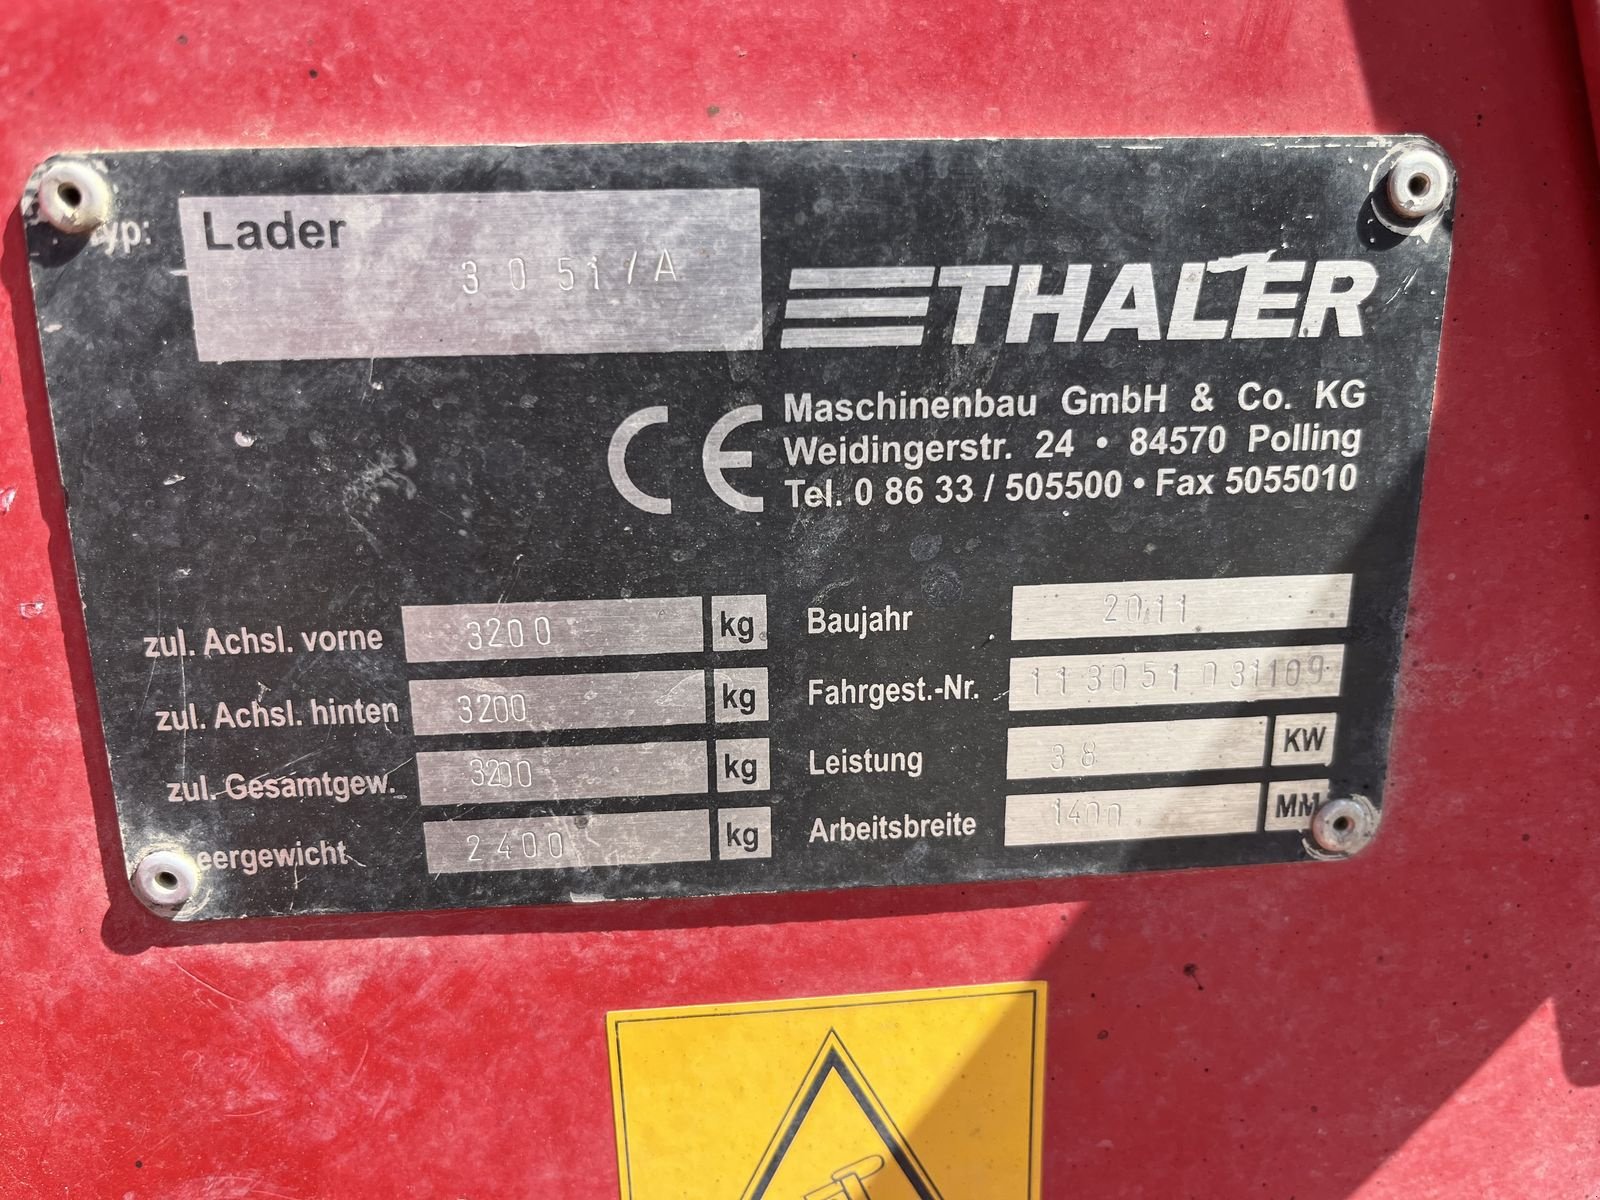 yp: Lader
3051/A
THALER
Maschinenbau GmbH & Co. KG
Weidingerstr. 24 • 84570 Polling
Tel. 0 86 33 / 505500 • Fax 5055010
CE
zul. Achsl. vorne 3200 kg
zul. Achsl. hinten 3200 kg
zul. Gesamtgew. 3200 kg
eergewicht 2400 kg
Baujahr 2011
Fahrgest.-Nr. 113051031109
Leistung 38 KW
Arbeitsbreite 1400 MM